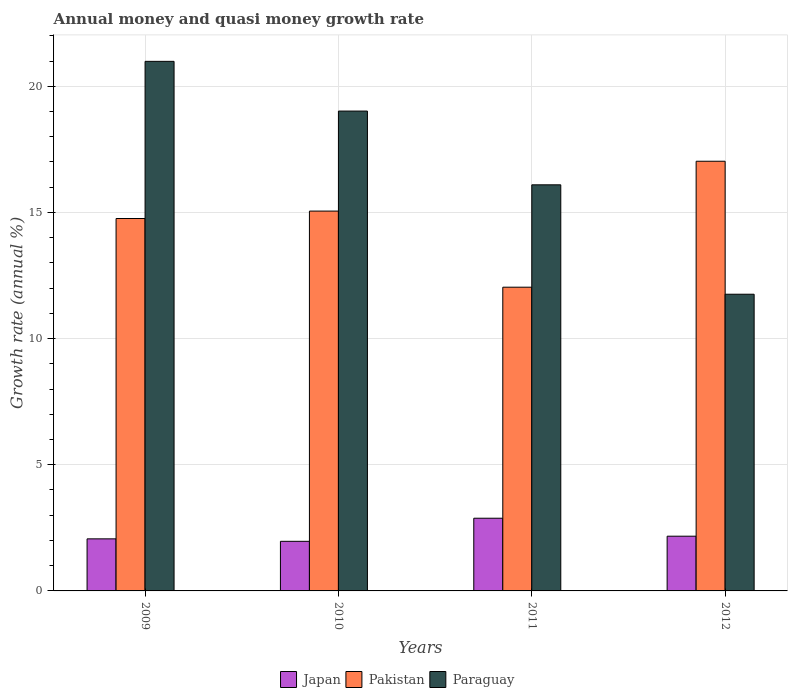 Annual money and quasi money growth rate
Growth rate (annual %)
20
15
10
5
0
2009
2010
2011
2012
Years
Japan
Pakistan
Paraguay